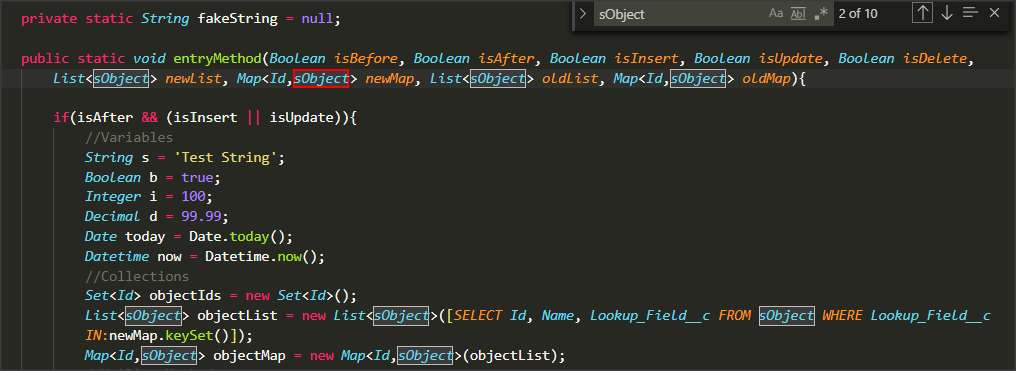 private static String fakeString = null;
sObject Aa Ab| .* 2 of 10
public static void entryMethod(Boolean isBefore, Boolean isAfter, Boolean isInsert, Boolean isUpdate, Boolean isDelete,
List<sObject> newList, Map<Id,sObject> newMap, List<sObject> oldList, Map<Id,sObject> oldMap){
if(isAfter && (isInsert || isUpdate)){
//Variables
String s = 'Test String';
Boolean b = true;
Integer i = 100;
Decimal d = 99.99;
Date today = Date.today();
Datetime now = Datetime.now();
//Collections
Set<Id> objectIds = new Set<Id>();
List<sObject> objectList = new List<sObject>([SELECT Id, Name, Lookup_Field__c FROM sObject WHERE Lookup_Field__c
IN:newMap.keySet()]);
Map<Id,sObject> objectMap = new Map<Id,sObject>(objectList);